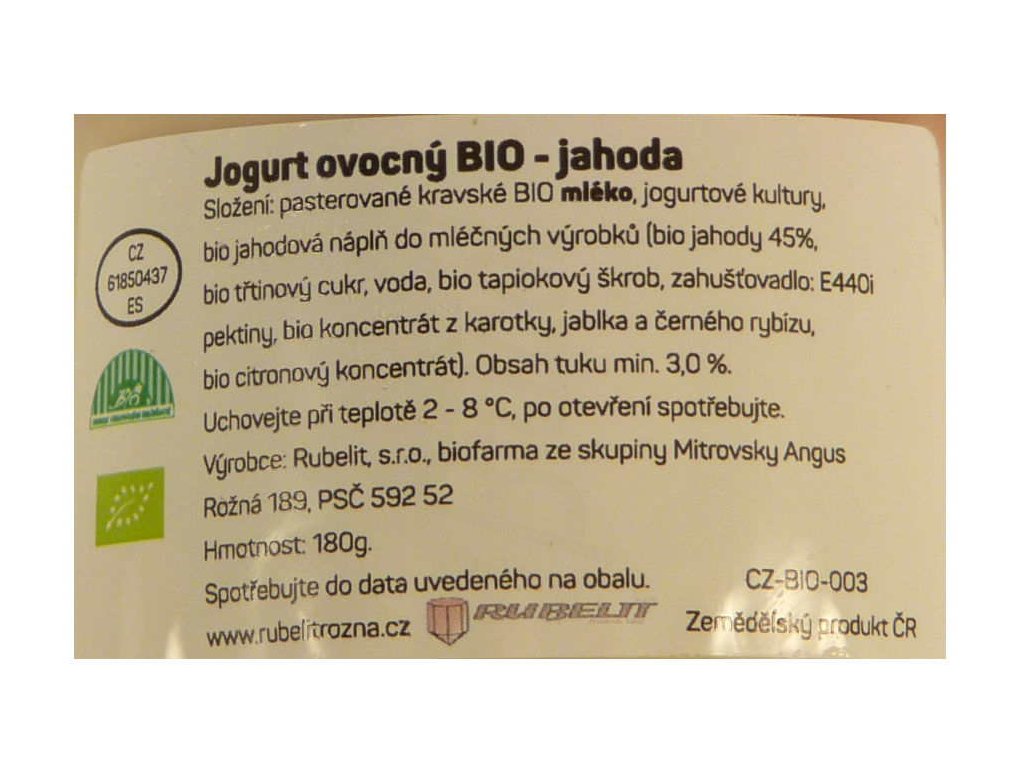 Jogurt ovocný BIO - jahoda
Složení: pasterované kravské BIO mléko, jogurtové kultury,
bio jahodová náplň do mléčných výrobků (bio jahody 45%,
bio třtinový cukr, voda, bio tapiokový škrob, zahušťovadlo: E440i
pektiny, bio koncentrát z karotky, jablka a černého rybízu,
bio citronový koncentrát). Obsah tuku min. 3,0 %.
Uchovejte při teplotě 2 - 8 °C, po otevření spotřebujte.
Výrobce: Rubelit, s.r.o., biofarma ze skupiny Mitrovsky Angus
Rožná 189, PSČ 592 52
Hmotnost: 180g.
Spotřebujte do data uvedeného na obalu.
www.rubelitrozna.cz
RUBELIT
CZ-BIO-003
Zemědělský produkt ČR
CZ
61850437
ES
BIO